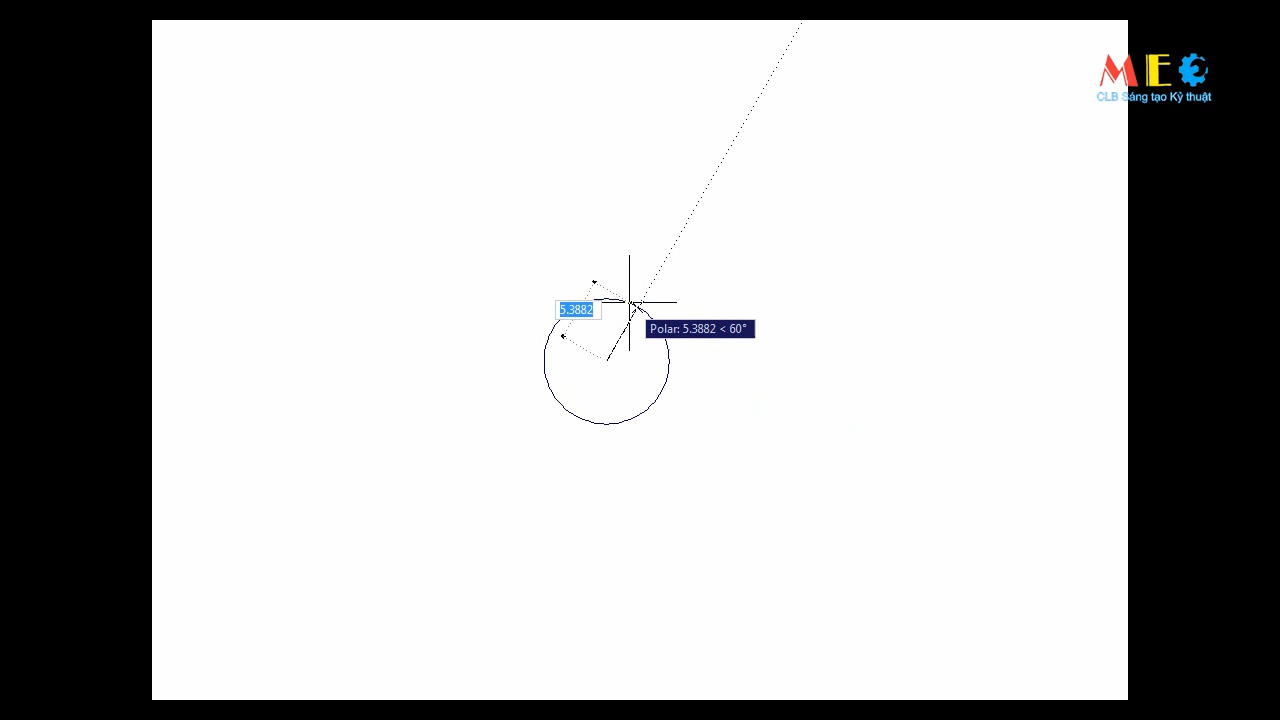 MEC
CLB Sáng tạo Kỹ thuật
5.3882
Polar: 5.3882 < 60°